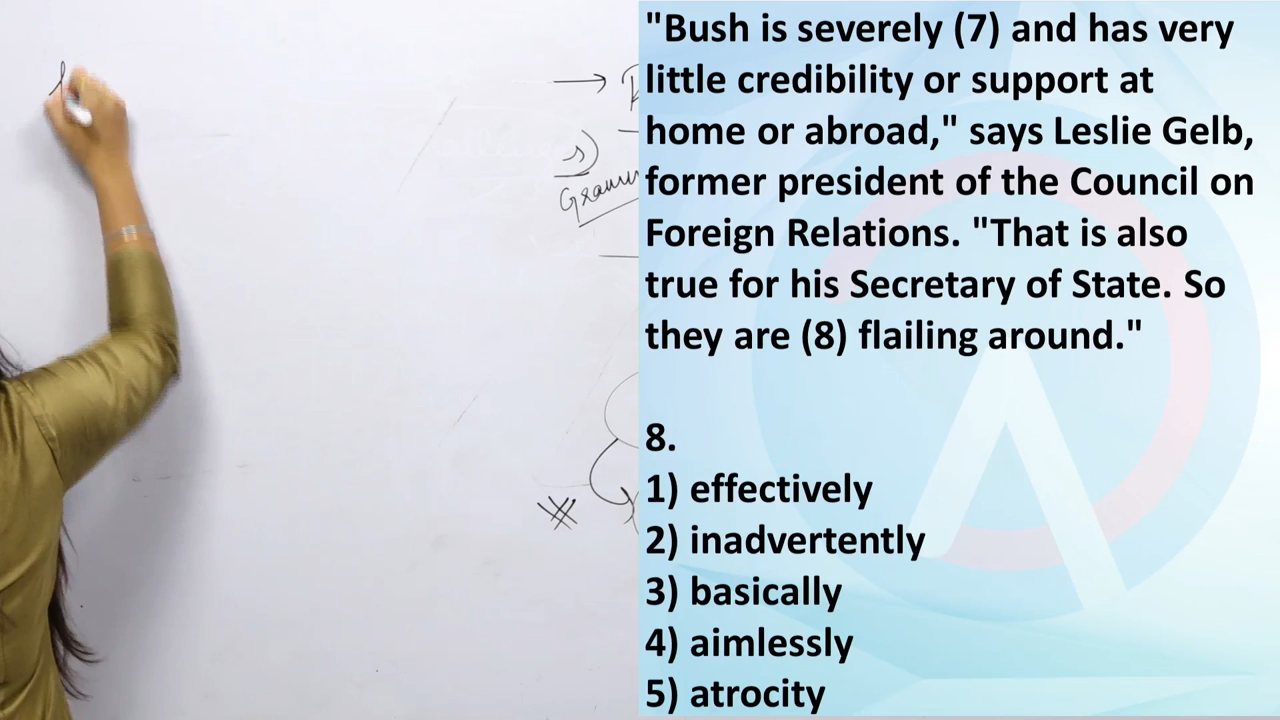 "Bush is severely (7) and has very
little credibility or support at
home or abroad," says Leslie Gelb,
former president of the Council on
Foreign Relations. "That is also
true for his Secretary of State. So
they are (8) flailing around."
8.
1) effectively
2) inadvertently
3) basically
4) aimlessly
5) atrocity